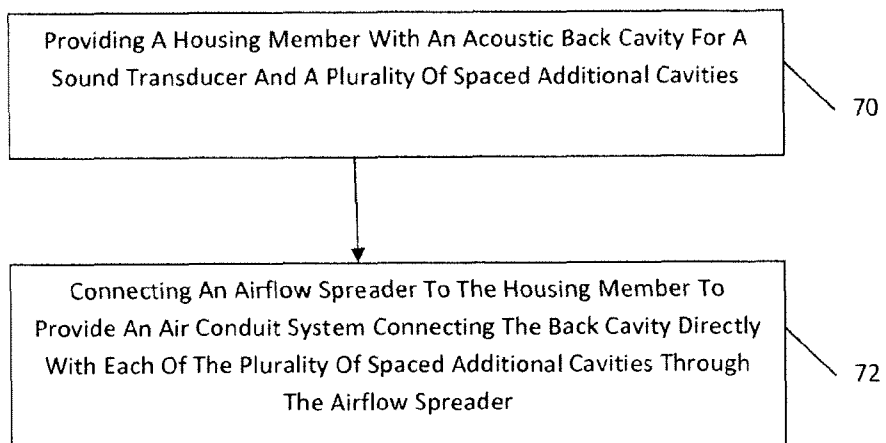 Providing A Housing Member With An Acoustic Back Cavity For A
Sound Transducer And A Plurality Of Spaced Additional Cavities
70
Connecting An Airflow Spreader To The Housing Member To
Provide An Air Conduit System Connecting The Back Cavity Directly
With Each Of The Plurality Of Spaced Additional Cavities Through
The Airflow Spreader
72